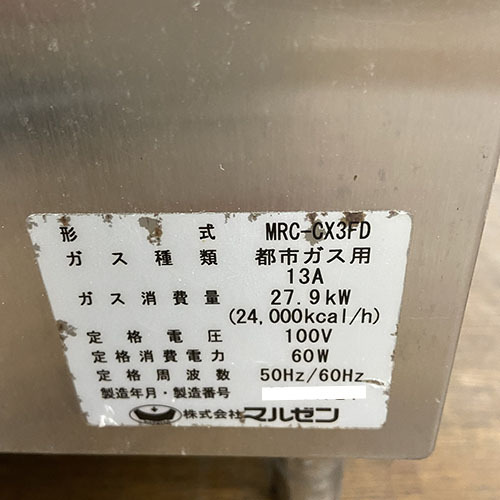 形式 MRC-CX3FD
ガス種類 都市ガス用
13A
ガス消費量 27.9kW
(24,000kcal/h)
定格電圧 100V
定格消費電力 60W
定格周波数 50Hz/60Hz
製造年月・製造番号
株式会社マルゼン